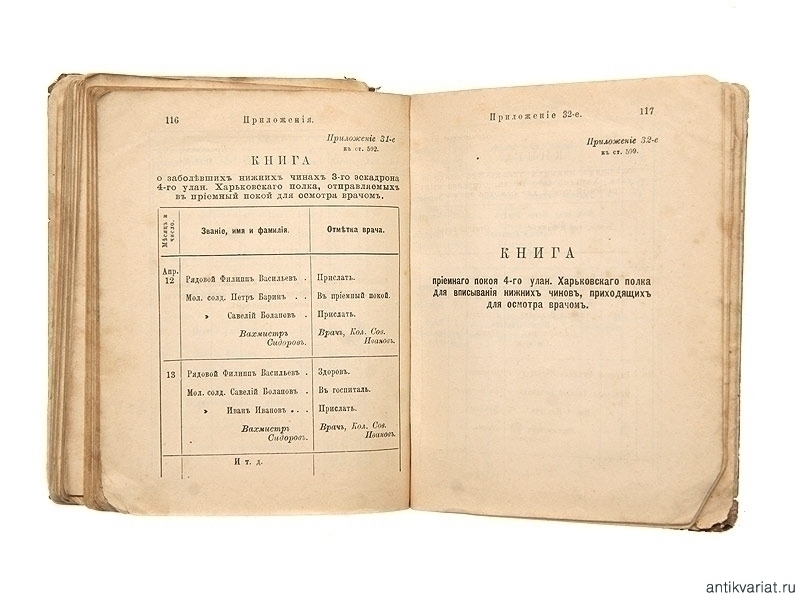 116 Приложенія.
Приложеніе 31-е
къ ст. 592.
КНИГА
о заболѣвшихъ нижнихъ чинахъ 3-го эскадрона
4-го улан. Харьковскаго полка, отправляемыхъ
въ пріемный покой для осмотра врачомъ.
Мѣсяцъ и число. Званіе, имя и фамилія. Отмѣтка врача.
Апр.
12 Рядовой Филиппъ Васильевъ . Прислать.
Мол. солд. Петръ Баринъ . . Въ пріемный покой.
» Савелій Болановъ . Прислать.
Вахмистръ Врачъ, Кол. Сов.
Сидоровъ. Ивановъ.
13 Рядовой Филиппъ Васильевъ . Здоровъ.
Мол. солд. Савелій Болановъ . Въ госпиталь.
» Иванъ Ивановъ . . . Прислать.
Вахмистръ Врачъ, Кол. Сов.
Сидоровъ. Ивановъ.
И т. д.
Приложеніе 32-е. 117
Приложеніе 32-е
къ ст. 599.
КНИГА
пріемнаго покоя 4-го улан. Харьковскаго полка
для вписыванія нижнихъ чиновъ, приходящихъ
для осмотра врачомъ.
antikvariat.ru